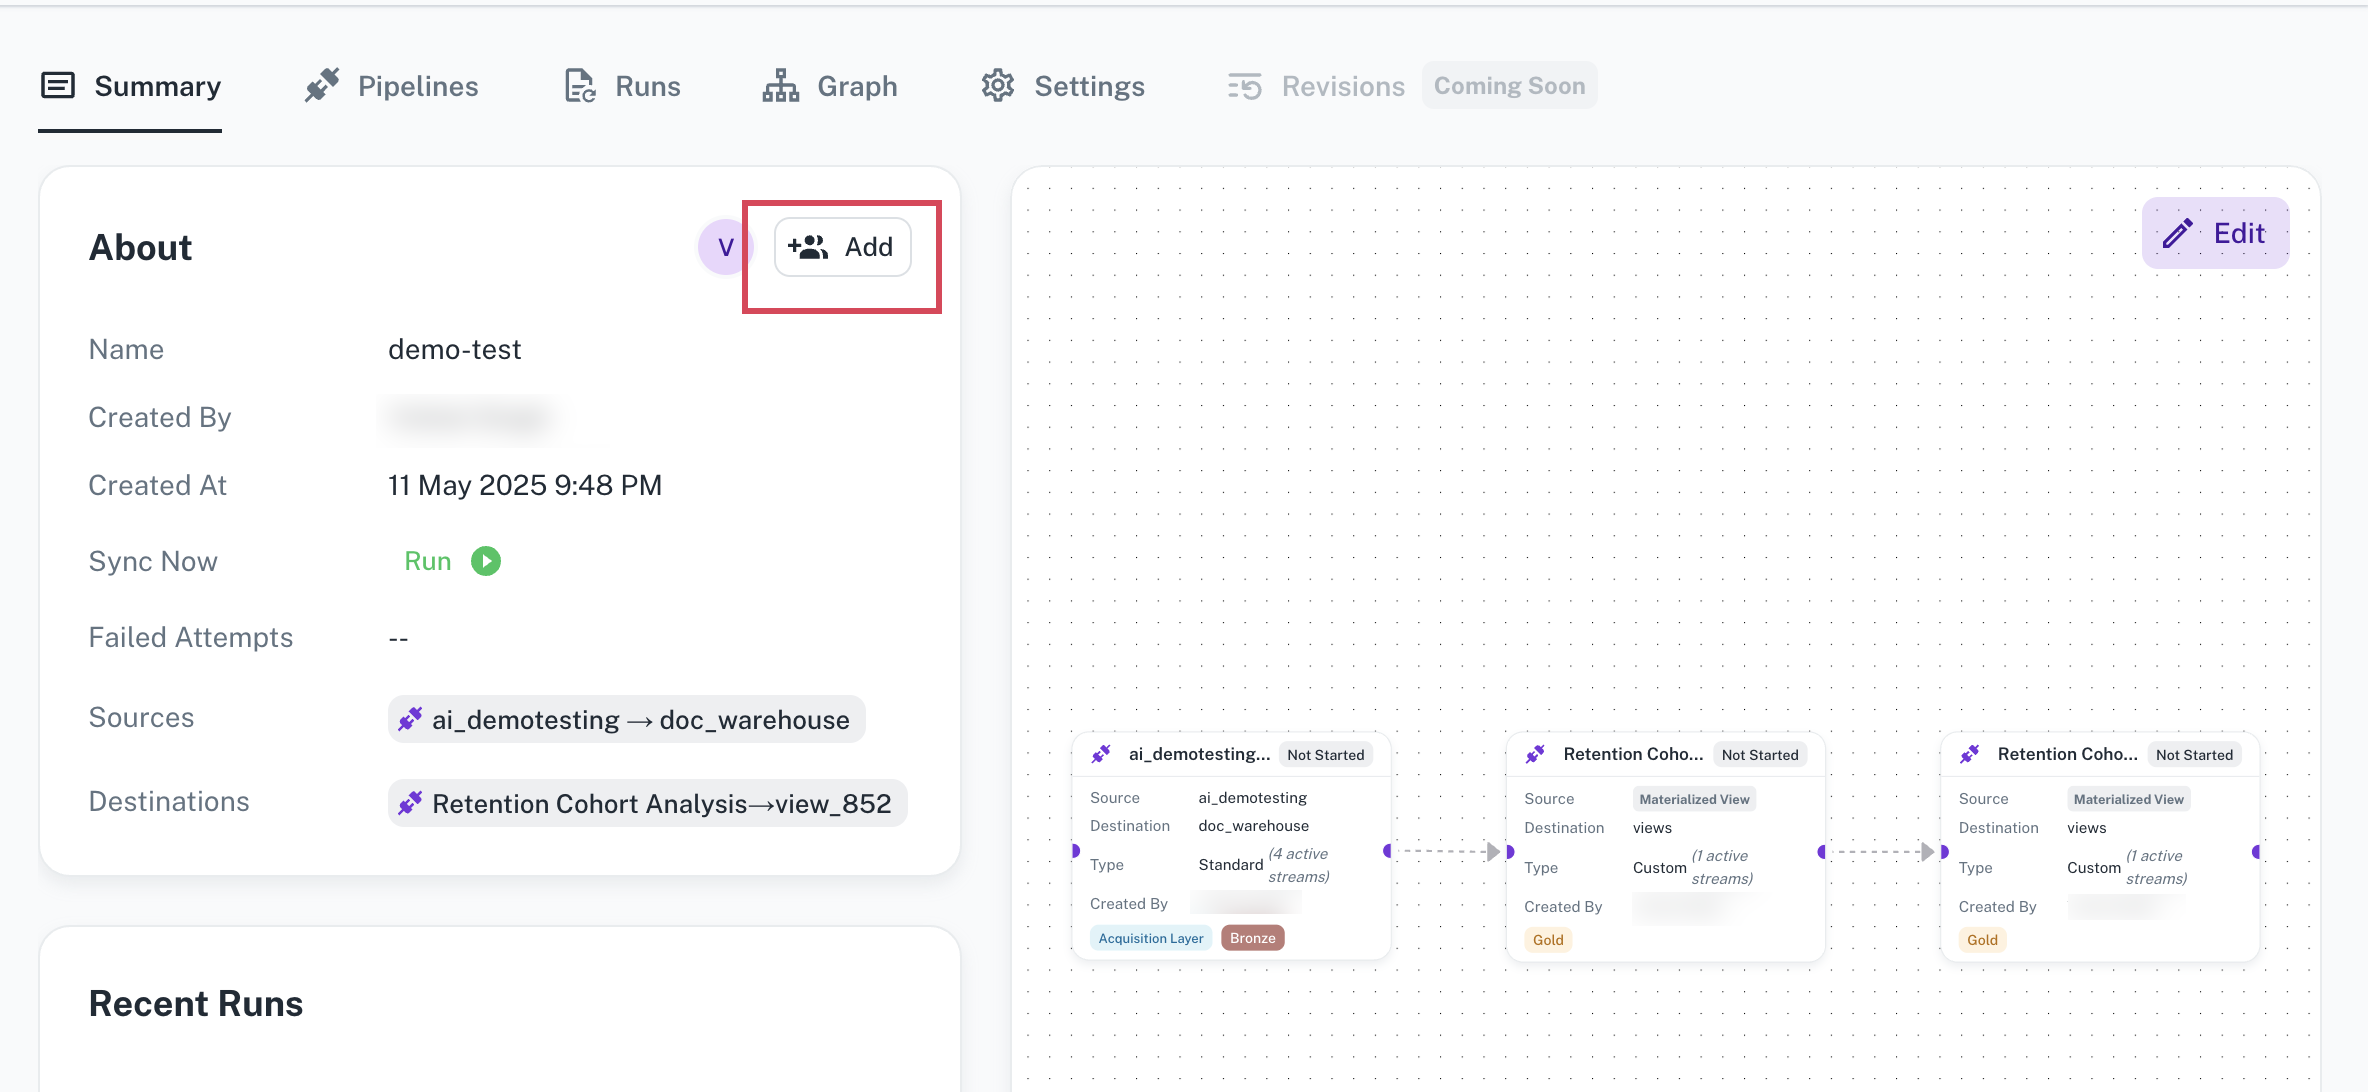 Summary Pipelines Runs Graph Settings Revisions Coming Soon
About V Add
Name demo-test
Created By
Created At 11 May 2025 9:48 PM
Sync Now Run
Failed Attempts --
Sources ai_demotesting → doc_warehouse
Destinations Retention Cohort Analysis→view_852
Recent Runs
Edit
ai_demotesting... Not Started
Source ai_demotesting
Destination doc_warehouse
Type Standard (4 active
streams)
Created By
Acquisition Layer Bronze
Retention Coho... Not Started
Source Materialized View
Destination views
Type Custom (1 active
streams)
Created By
Gold
Retention Coho... Not Started
Source Materialized View
Destination views
Type Custom (1 active
streams)
Created By
Gold